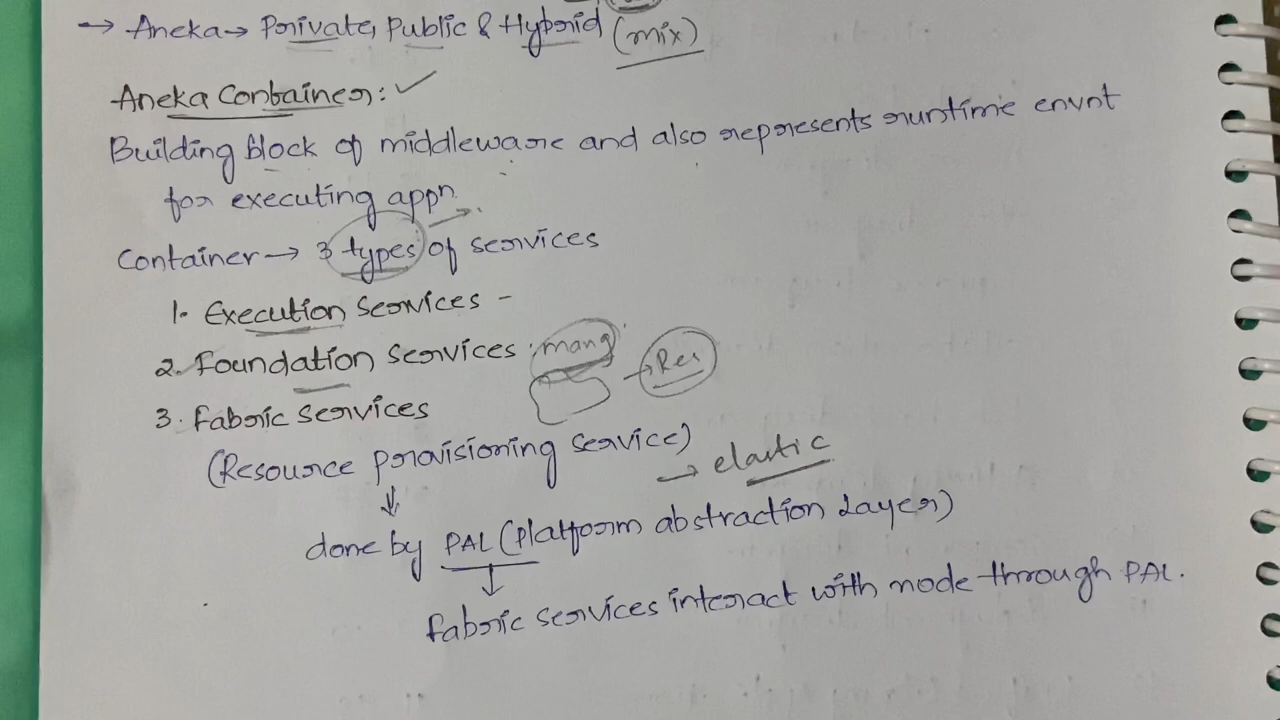 → Aneka → Private, Public & Hybrid (mix)
Aneka Container: ✓
Building block of middleware and also represents runtime envnt
for executing appn.
Container → 3 types of services
1. Execution Services -
2. Foundation Services mang
→ Res
3. Fabric Services
(Resource provisioning service)
→ elastic
done by PAL (Platform abstraction Layer)
Fabric services interact with node through PAL.